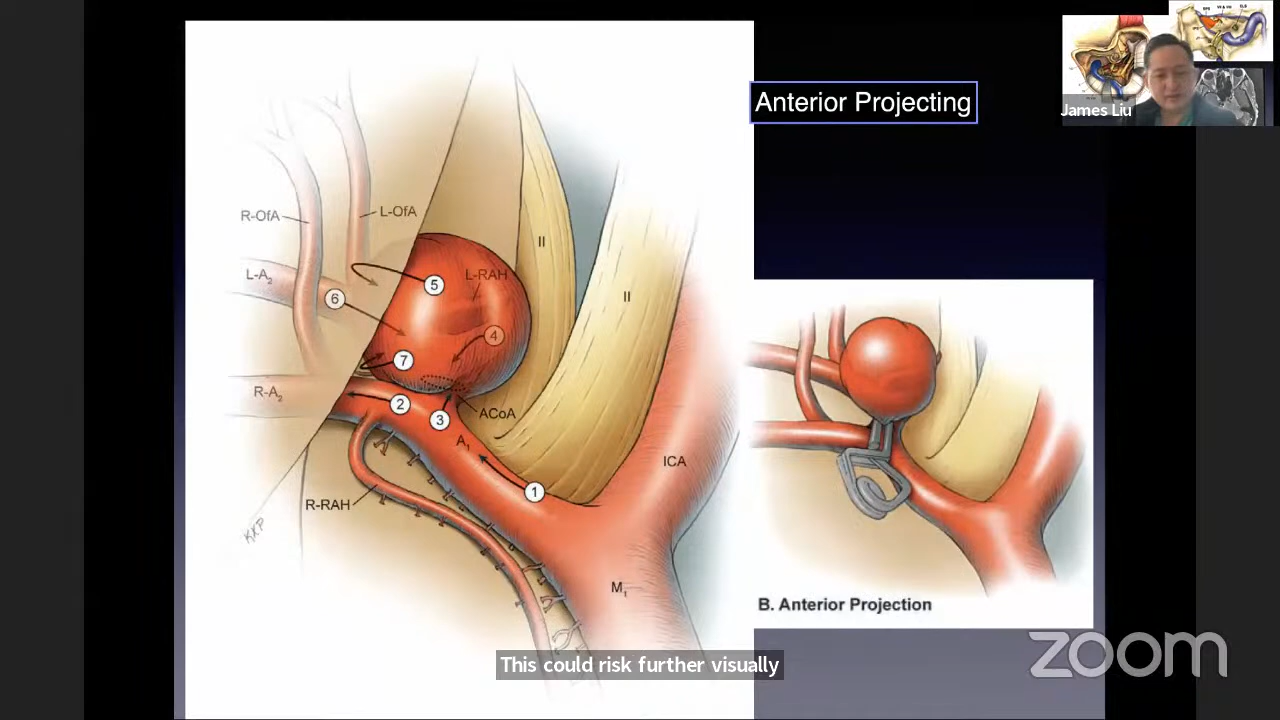 Anterior Projecting
James Liu
R-OfA
L-OfA
II
L-A2
L-RAH
5
6
II
4
7
R-A2
2
3
ACoA
A1
ICA
1
R-RAH
KXP
M1
B. Anterior Projection
This could risk further visually
zoom